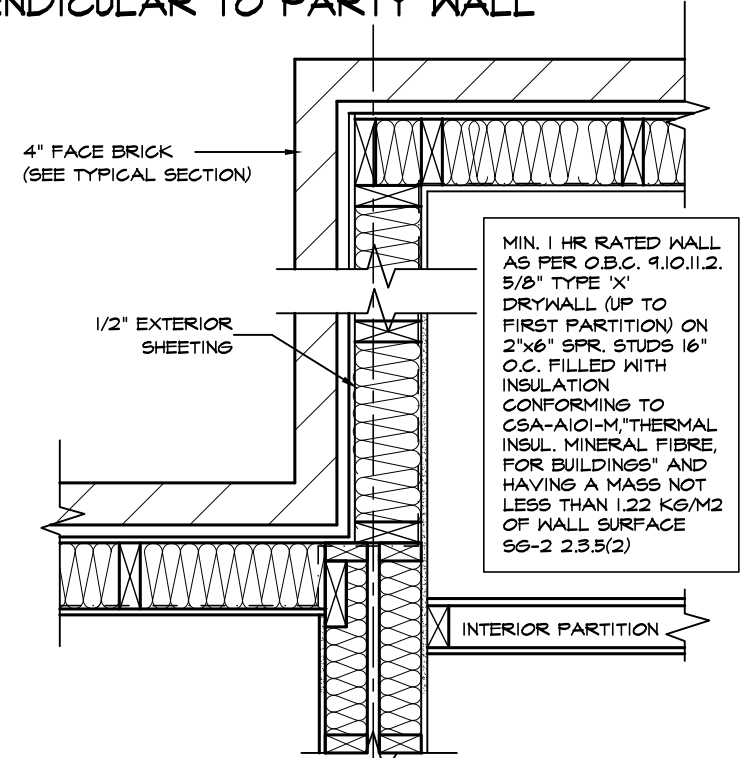 ENDICULAR TO PARTY WALL
4" FACE BRICK
(SEE TYPICAL SECTION)
1/2" EXTERIOR
SHEETING
MIN. 1 HR RATED WALL
AS PER O.B.C. 9.10.11.2.
5/8" TYPE 'X'
DRYWALL (UP TO
FIRST PARTITION) ON
2"x6" SPR. STUDS 16"
O.C. FILLED WITH
INSULATION
CONFORMING TO
CSA-A101-M,"THERMAL
INSUL. MINERAL FIBRE,
FOR BUILDINGS" AND
HAVING A MASS NOT
LESS THAN 1.22 KG/M2
OF WALL SURFACE
SG-2 2.3.5(2)
INTERIOR PARTITION